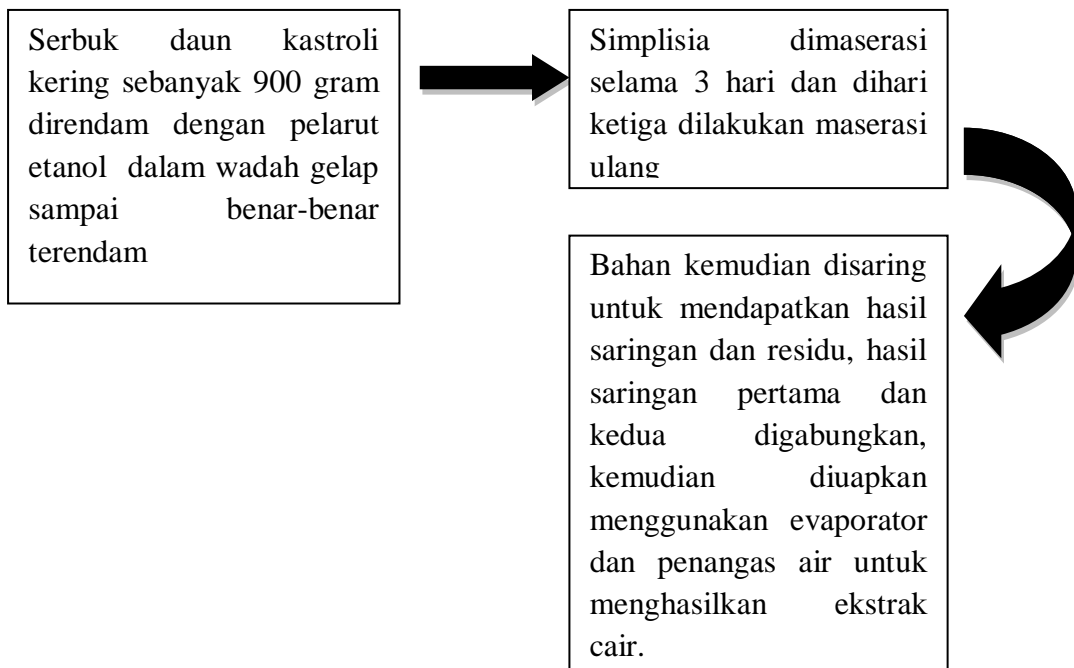 Serbuk daun kastroli
kering sebanyak 900 gram
direndam dengan pelarut
etanol dalam wadah gelap
sampai benar-benar
terendam
Simplisia dimaserasi
selama 3 hari dan dihari
ketiga dilakukan maserasi
ulang
Bahan kemudian disaring
untuk mendapatkan hasil
saringan dan residu, hasil
saringan pertama dan
kedua digabungkan,
kemudian diuapkan
menggunakan evaporator
dan penangas air untuk
menghasilkan ekstrak
cair.